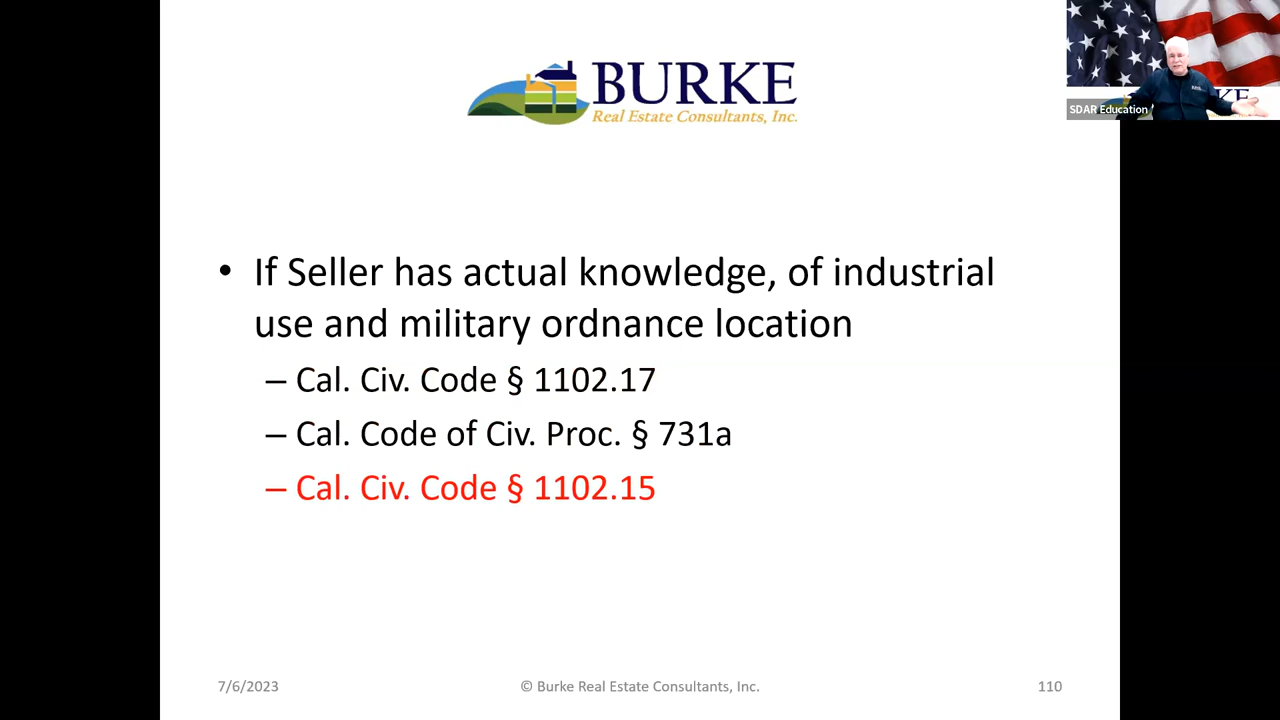 BURKE
Real Estate Consultants, Inc.
SDAR Education
• If Seller has actual knowledge, of industrial
use and military ordnance location
– Cal. Civ. Code § 1102.17
– Cal. Code of Civ. Proc. § 731a
– Cal. Civ. Code § 1102.15
7/6/2023
© Burke Real Estate Consultants, Inc.
110